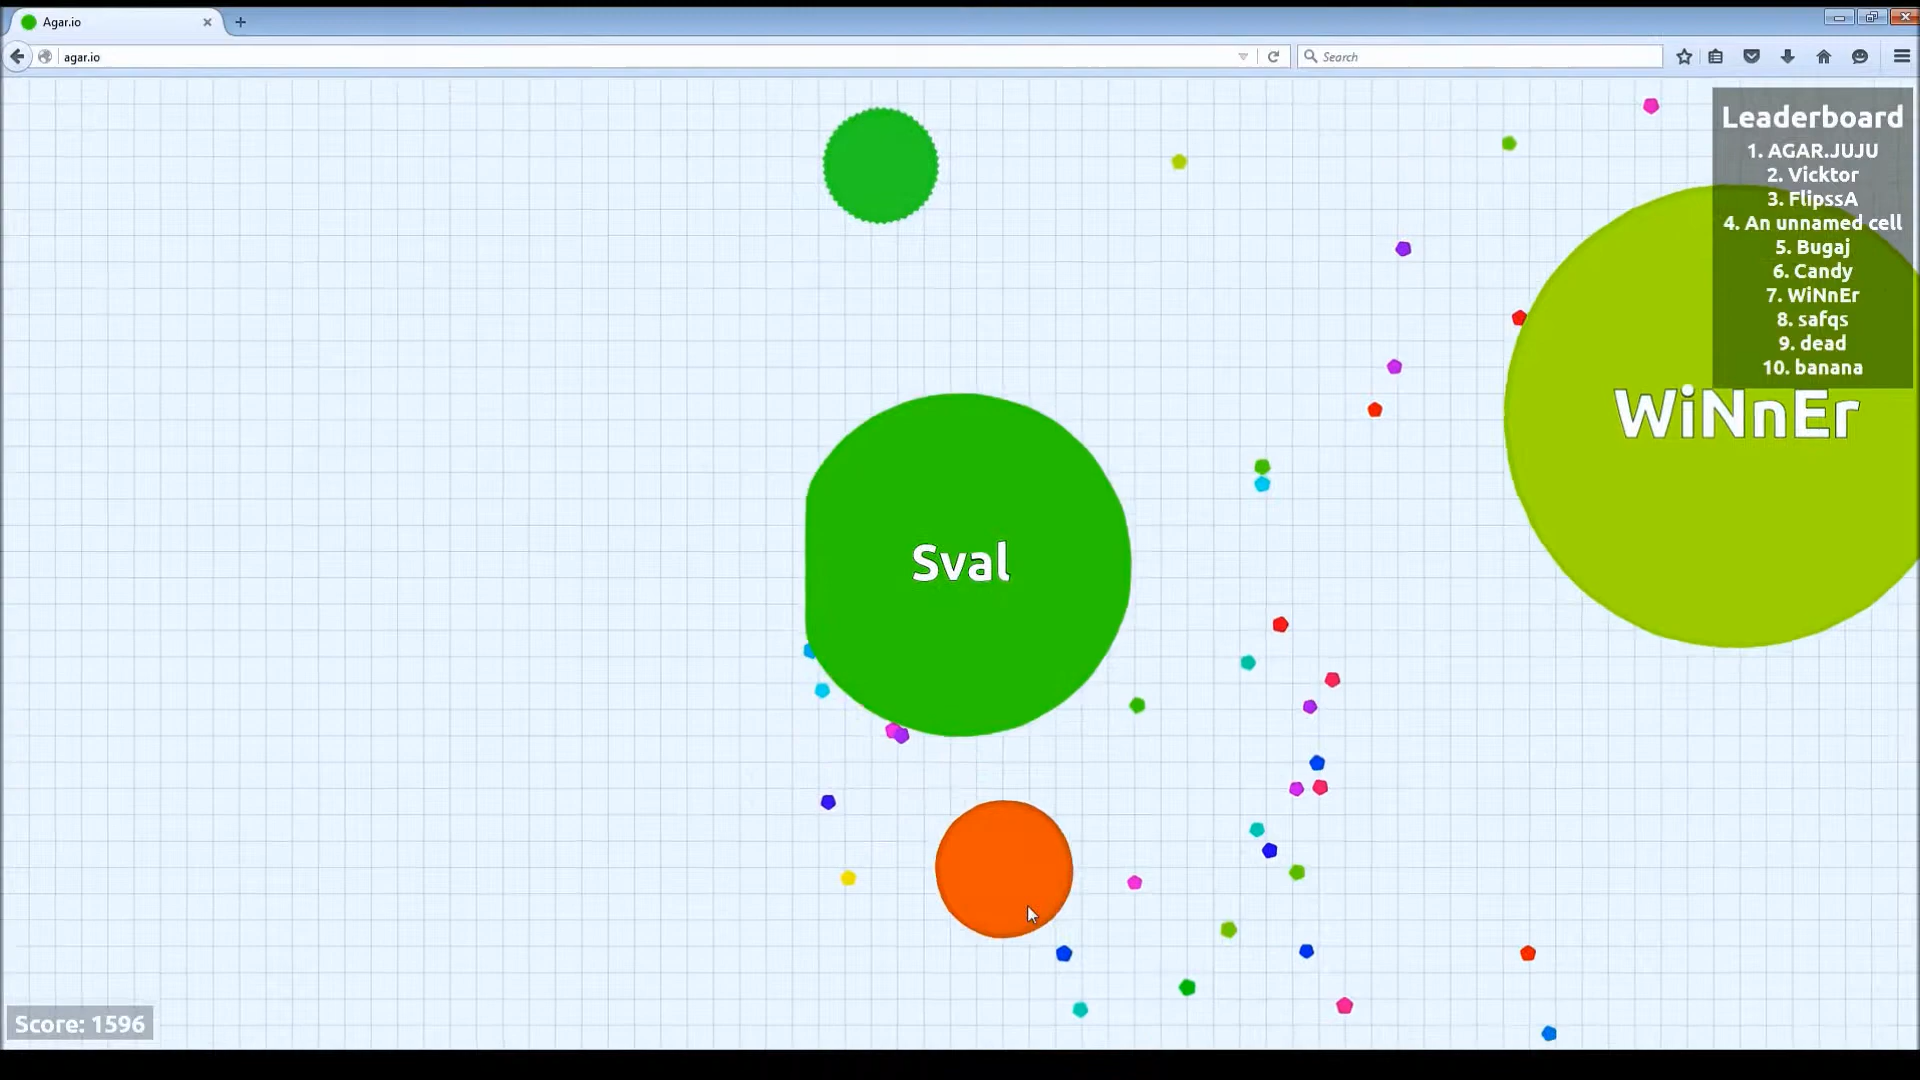 Agar.io
agar.io
Search
Leaderboard
1. AGAR.JUJU
2. Vicktor
3. FlipssA
4. An unnamed cell
5. Bugaj
6. Candy
7. WiNnEr
8. safqs
9. dead
10. banana
WiNnEr
Sval
Score: 1596